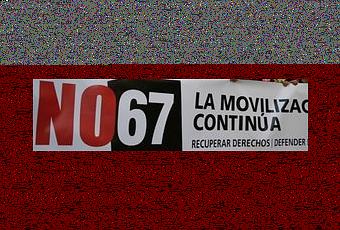 NO67
LA MOVILIZAC
CONTINÚA
RECUPERAR DERECHOS | DEFENDER